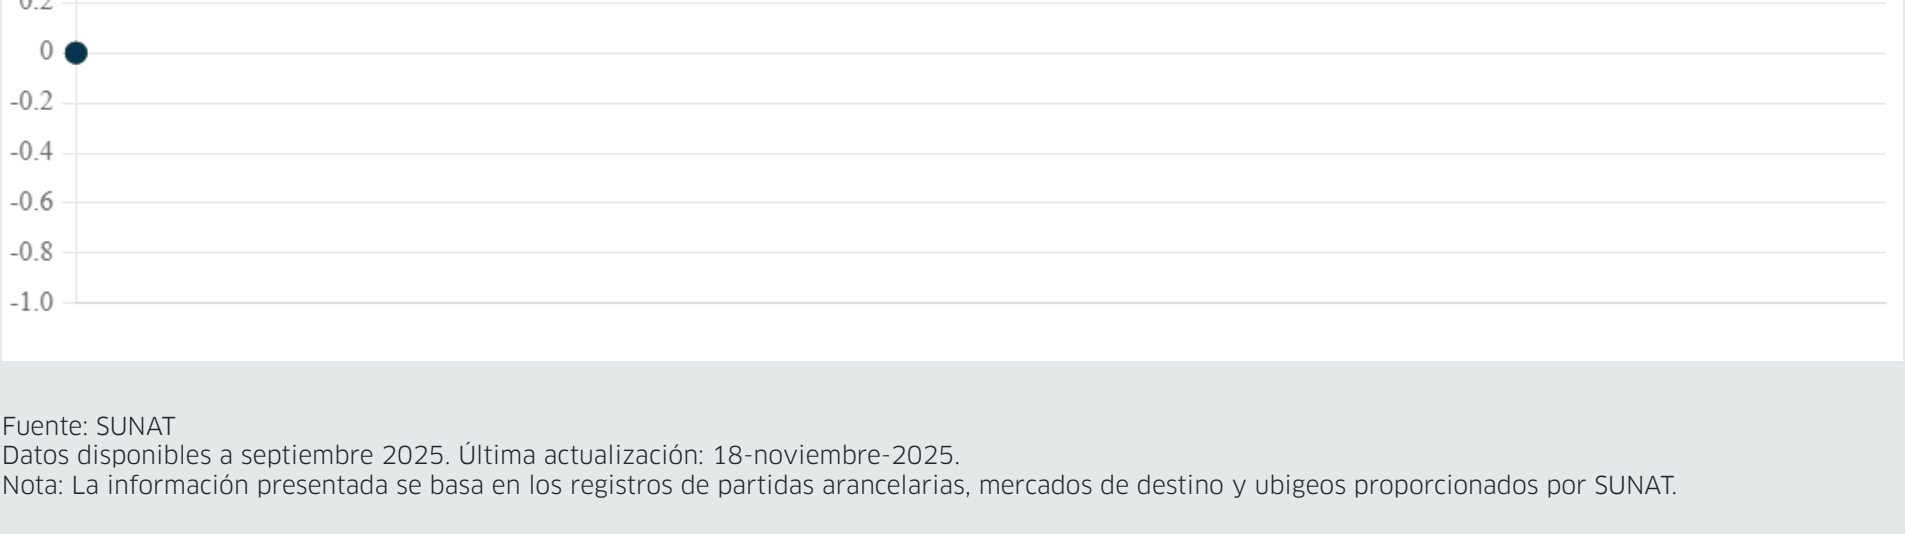 0.2
0
-0.2
-0.4
-0.6
-0.8
-1.0
Fuente: SUNAT
Datos disponibles a septiembre 2025. Última actualización: 18-noviembre-2025.
Nota: La información presentada se basa en los registros de partidas arancelarias, mercados de destino y ubigeos proporcionados por SUNAT.